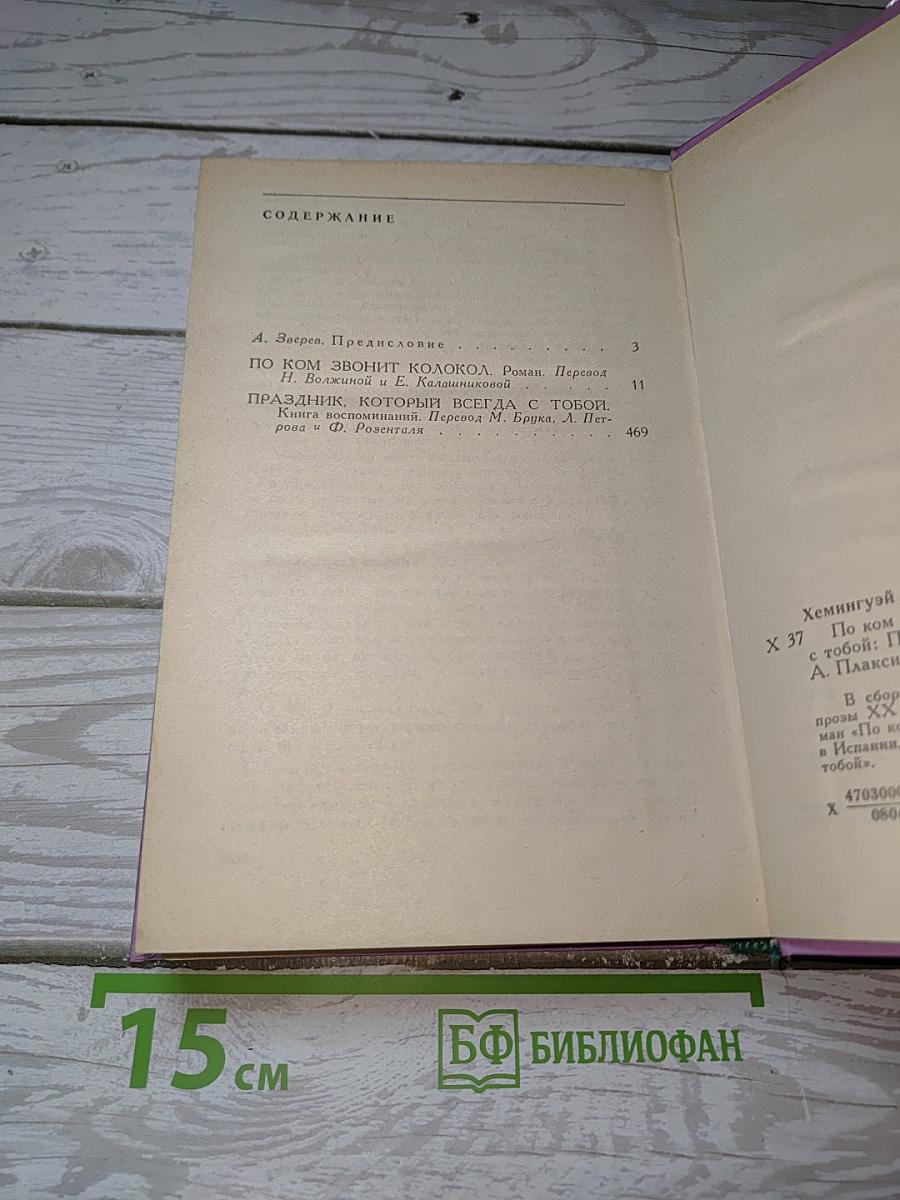 СОДЕРЖАНИЕ
А. Зверев. Предисловие . . . . . . . . . 3
ПО КОМ ЗВОНИТ КОЛОКОЛ. Роман. Перевод
Н. Волжиной и Е. Калашниковой . . . . . 11
ПРАЗДНИК, КОТОРЫЙ ВСЕГДА С ТОБОЙ.
Книга воспоминаний. Перевод М. Брука, Л. Пет-
рова и Ф. Розенталя . . . . . . . . . . 469
Хемингуэй
Х 37 По ком
с тобой: П
А. Плакси
В сбор
прозы XX
ман «По ко
в Испании,
тобой».
Х 4703000
080
15 см
БФ БИБЛИОФАН